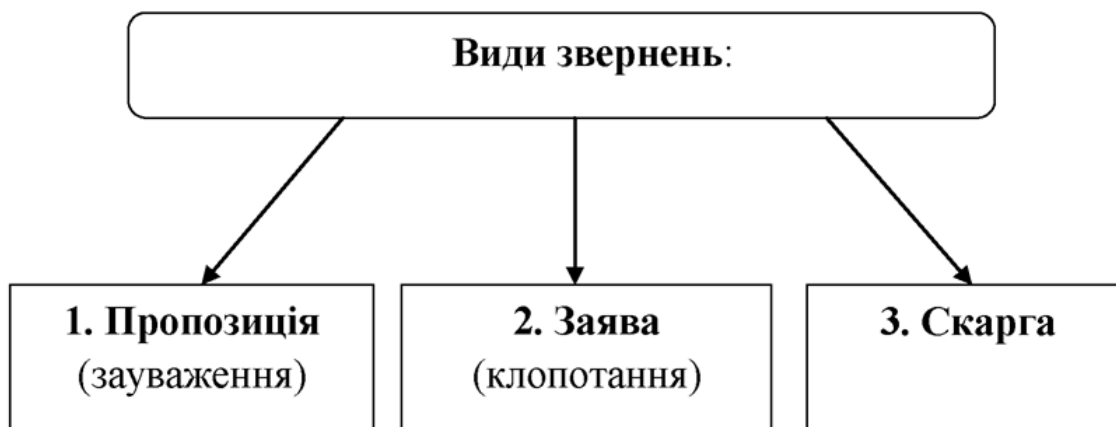 Види звернень:
1. Пропозиція
(зауваження)
2. Заява
(клопотання)
3. Скарга